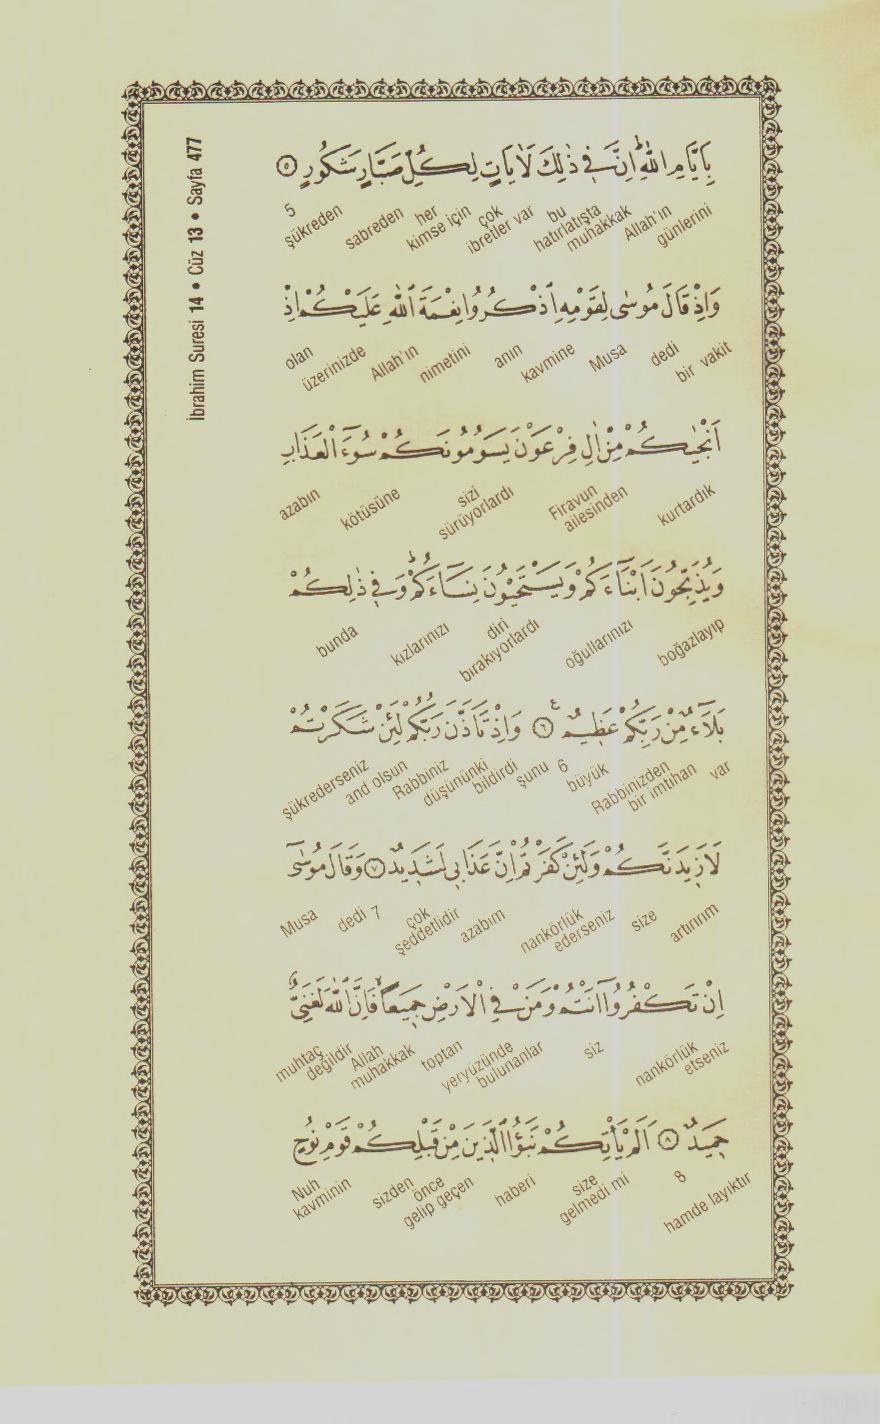 İbrahim Suresi 14 • Cüz 13 • Sayfa 477
بِاَيَّامِ اللّٰهِۜ اِنَّ ف۪ي ذٰلِكَ لَاٰيَاتٍ لِكُلِّ صَبَّارٍ شَكُورٍ ﴿٥﴾
günlerini Allah'ın muhakkak hatırlatışta bu ibretler var çok kimse için her sabreden şükreden 5
وَاِذْ قَالَ مُوسٰى لِقَوْمِهِ اذْكُرُوا نِعْمَةَ اللّٰهِ عَلَيْكُمْ اِذْ
bir vakit dedi Musa kavmine anın nimetini Allah'ın üzerinizde olan
اَنْجٰيكُمْ مِنْ اٰلِ فِرْعَوْنَ يَسُومُونَكُمْ سُٓوءَ الْعَذَابِ
kurtardık Firavun ailesinden sizi sürüyorlardı kötüsüne azabın
وَيُذَبِّحُونَ اَبْنَٓاءَكُمْ وَيَسْتَحْيُونَ نِسَٓاءَكُمْۜ وَف۪ي ذٰلِكُمْ
boğazlayıp oğullarınızı diri bırakıyorlardı kızlarınızı bunda
بَلَٓاءٌ مِنْ رَبِّكُمْ عَظ۪يمٌ۟ ﴿٦﴾ وَاِذْ تَاَذَّنَ رَبُّكُمْ لَئِنْ شَكَرْتُمْ
var Rabbinizden bir imtihan büyük 6 şunu bildirdi düşününki Rabbiniz and olsun şükrederseniz
لَاَز۪يدَنَّكُمْ وَلَئِنْ كَفَرْتُمْ اِنَّ عَذَاب۪ي لَشَد۪يدٌ ﴿٧﴾ وَقَالَ مُوسٰٓى
artırırım size nankörlük ederseniz azabım çok şeddetlidir 7 dedi Musa
اِنْ تَكْفُرُٓوا اَنْتُمْ وَمَنْ فِي الْاَرْضِ جَم۪يعاًۙ فَاِنَّ اللّٰهَ لَغَنِيٌّ
nankörlük etseniz siz yeryüzünde bulunanlar toptan muhakkak Allah muhtaç değildir
حَم۪يدٌ ﴿٨﴾ اَلَمْ يَأْتِكُمْ نَبَؤُا الَّذ۪ينَ مِنْ قَبْلِكُمْ قَوْمِ نُوحٍ
hamde layıktır 8 size gelmedi mi haberi önce gelip geçen sizden Nuh kavminin